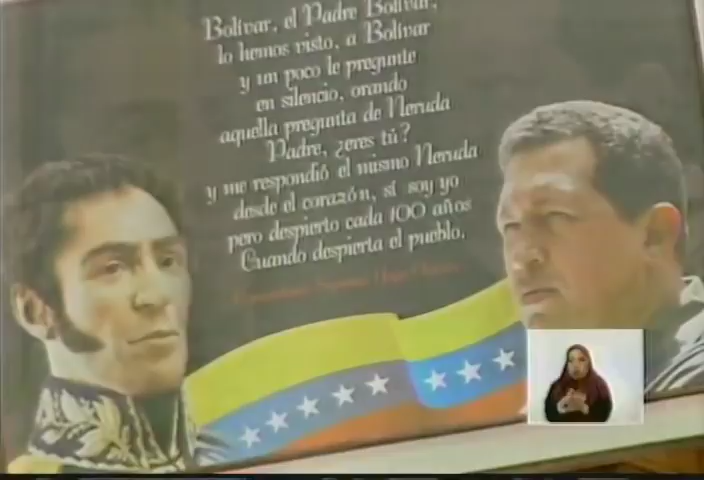 Bolívar, el Padre Bolívar,
lo hemos visto, a Bolívar
y un poco le pregunte
en silencio, orando
aquella pregunta de Neruda
Padre, ¿eres tú?
y me respondió el mismo Neruda
desde el corazón, sí soy yo
pero despierto cada 100 años
Cuando despierta el pueblo.